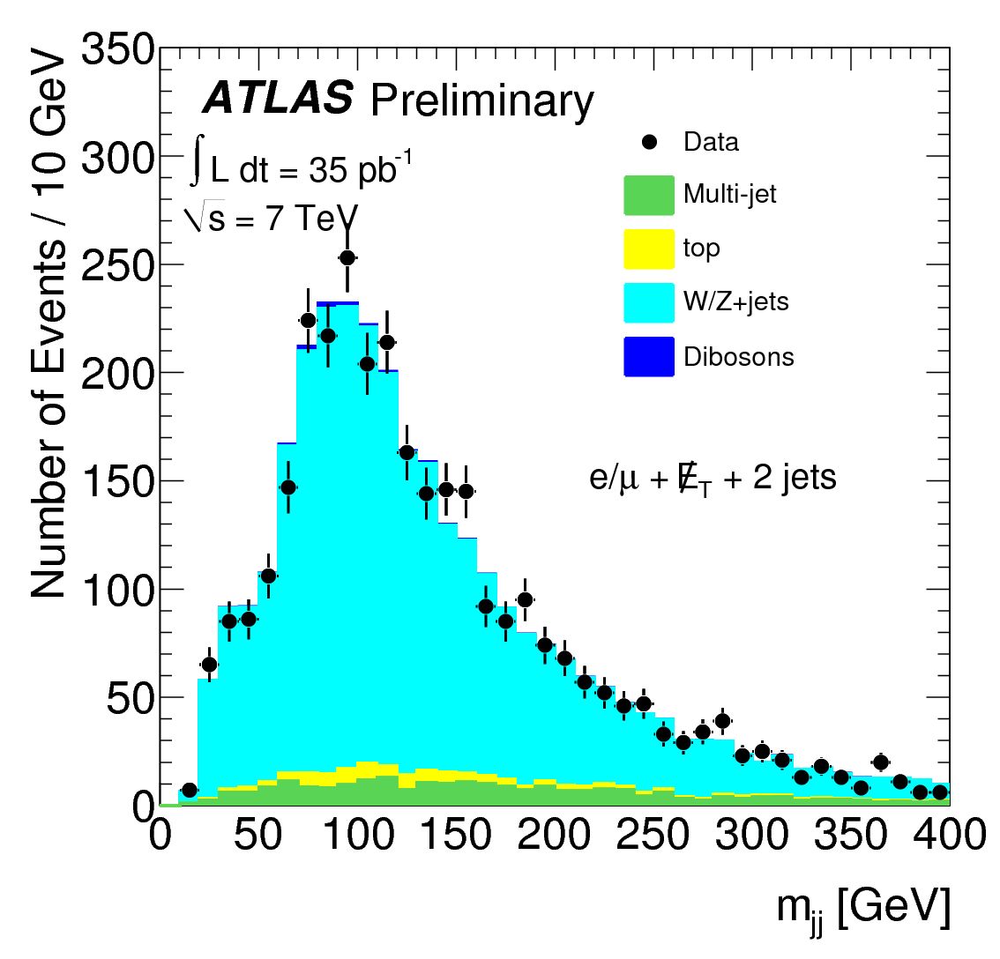 350
300
250
200
150
100
50
0
Number of Events / 10 GeV
ATLAS Preliminary
∫ L dt = 35 pb⁻¹
√s = 7 TeV
Data
Multi-jet
top
W/Z+jets
Dibosons
e/μ + E̸_T + 2 jets
0 50 100 150 200 250 300 350 400
m_jj [GeV]